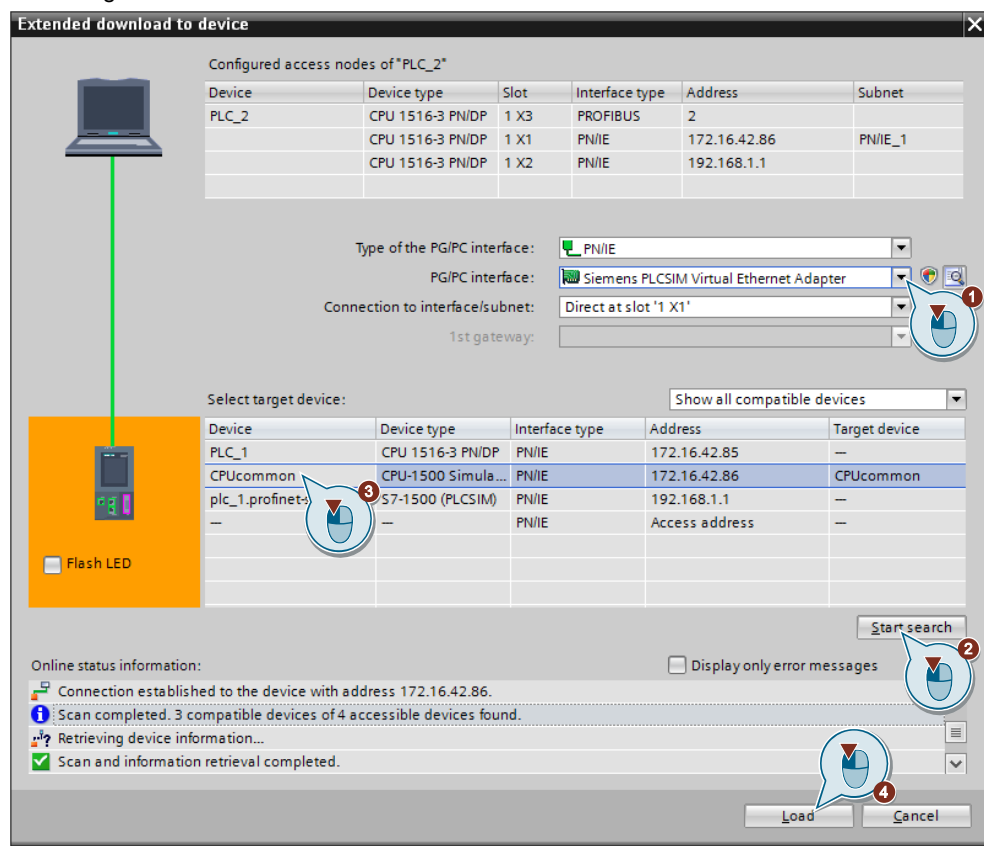 Extended download to device
Configured access nodes of "PLC_2"
Device Device type Slot Interface type Address Subnet
PLC_2 CPU 1516-3 PN/DP 1 X3 PROFIBUS 2
CPU 1516-3 PN/DP 1 X1 PN/IE 172.16.42.86 PN/IE_1
CPU 1516-3 PN/DP 1 X2 PN/IE 192.168.1.1
Type of the PG/PC interface: PN/IE
PG/PC interface: Siemens PLCSIM Virtual Ethernet Adapter
1
Connection to interface/subnet: Direct at slot '1 X1'
1st gateway:
Select target device: Show all compatible devices
Device Device type Interface type Address Target device
PLC_1 CPU 1516-3 PN/DP PN/IE 172.16.42.85 —
CPUcommon CPU-1500 Simula... PN/IE 172.16.42.86 CPUcommon
3
plc_1.profinet- S7-1500 (PLCSIM) PN/IE 192.168.1.1 —
— — PN/IE Access address —
Flash LED
Start search
2
Online status information: Display only error messages
Connection established to the device with address 172.16.42.86.
Scan completed. 3 compatible devices of 4 accessible devices found.
Retrieving device information...
Scan and information retrieval completed.
4
Load Cancel